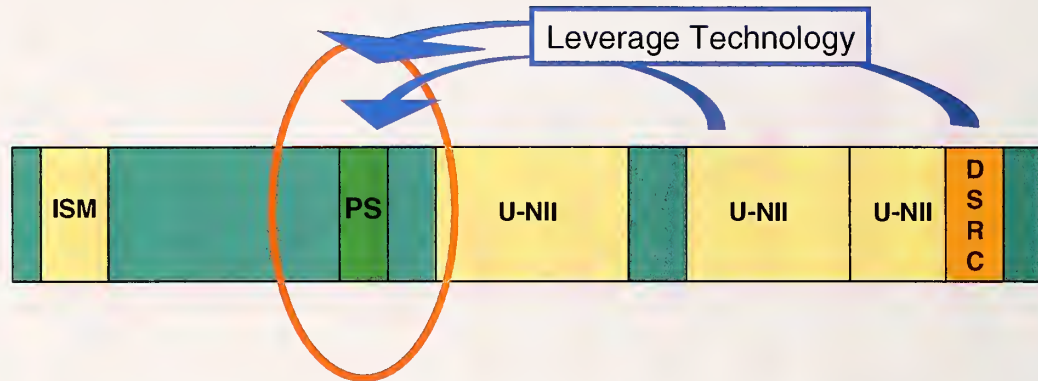 Leverage Technology
ISM
PS
U-NII
U-NII
U-NII
D
S
R
C